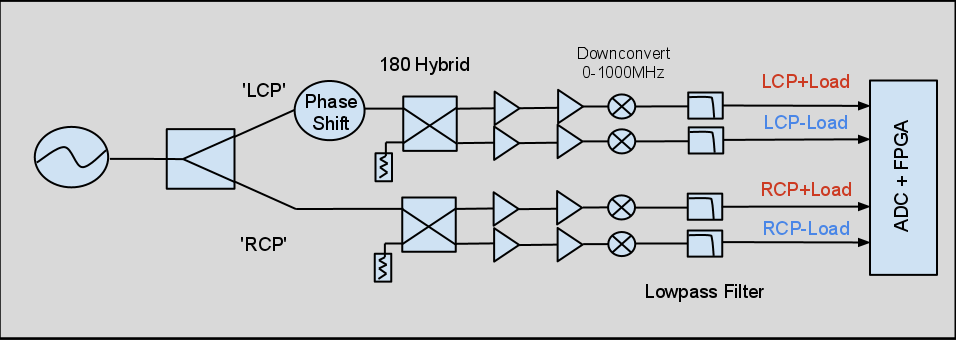 Downconvert
0-1000MHz
180 Hybrid
'LCP'
Phase
Shift
LCP+Load
LCP-Load
RCP+Load
RCP-Load
'RCP'
Lowpass Filter
ADC + FPGA